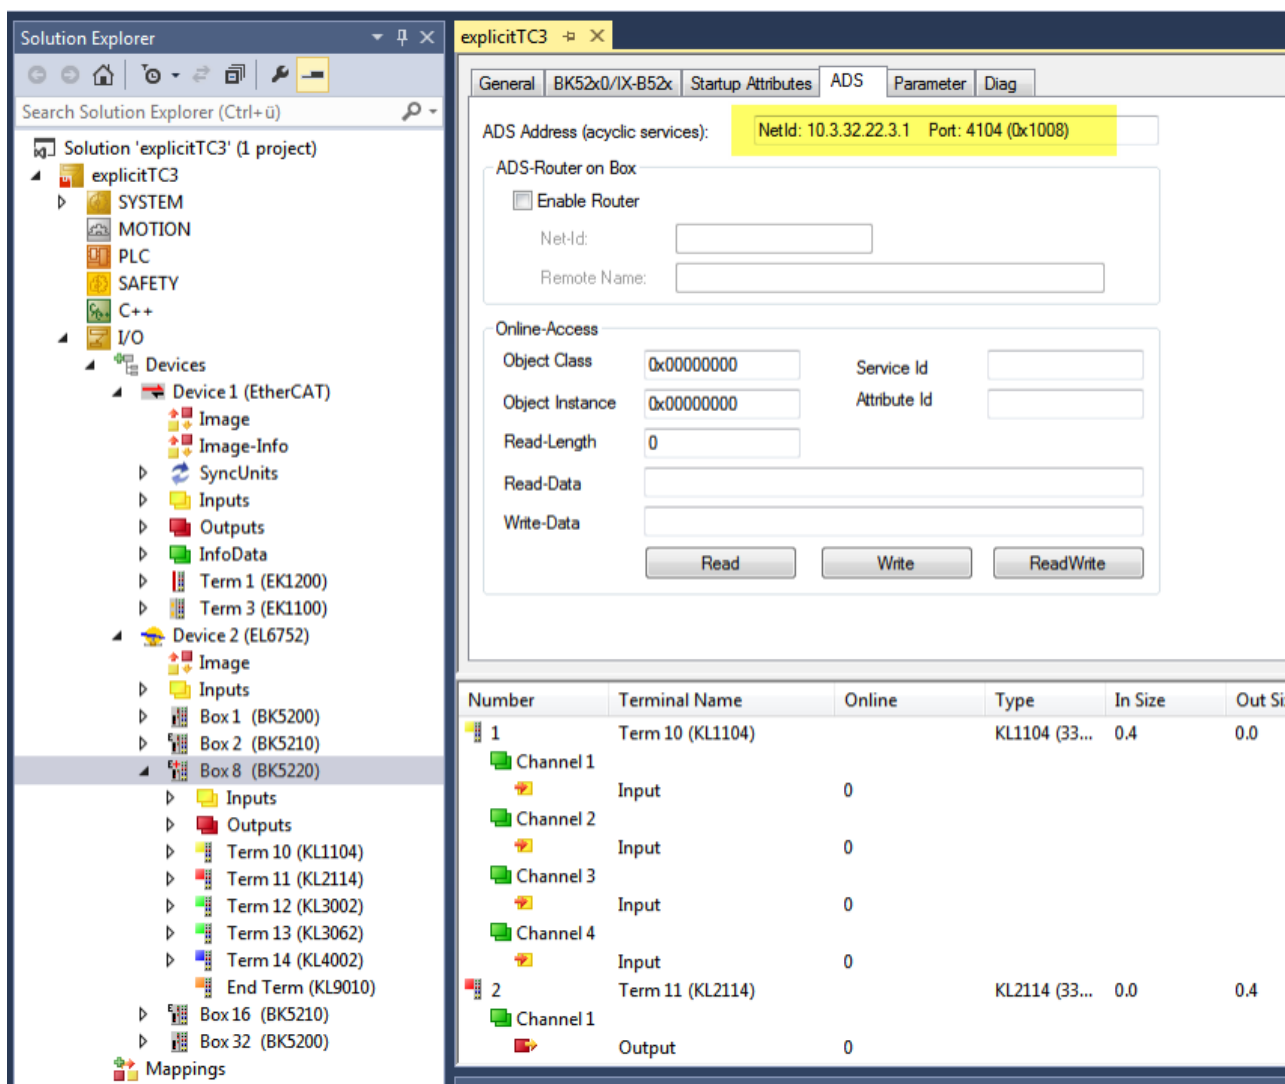 Solution Explorer
Search Solution Explorer (Ctrl+ü)
Solution 'explicitTC3' (1 project)
explicitTC3
SYSTEM
MOTION
PLC
SAFETY
C++
I/O
Devices
Device 1 (EtherCAT)
Image
Image-Info
SyncUnits
Inputs
Outputs
InfoData
Term 1 (EK1200)
Term 3 (EK1100)
Device 2 (EL6752)
Image
Inputs
Box 1 (BK5200)
Box 2 (BK5210)
Box 8 (BK5220)
Inputs
Outputs
Term 10 (KL1104)
Term 11 (KL2114)
Term 12 (KL3002)
Term 13 (KL3062)
Term 14 (KL4002)
End Term (KL9010)
Box 16 (BK5210)
Box 32 (BK5200)
Mappings
explicitTC3
General BK52x0/IX-B52x Startup Attributes ADS Parameter Diag
ADS Address (acyclic services): NetId: 10.3.32.22.3.1 Port: 4104 (0x1008)
ADS-Router on Box
Enable Router
Net-Id:
Remote Name:
Online-Access
Object Class 0x00000000 Service Id
Object Instance 0x00000000 Attribute Id
Read-Length 0
Read-Data
Write-Data
Read Write ReadWrite
Number Terminal Name Online Type In Size Out Si
1 Term 10 (KL1104) KL1104 (33... 0.4 0.0
Channel 1
Input 0
Channel 2
Input 0
Channel 3
Input 0
Channel 4
Input 0
2 Term 11 (KL2114) KL2114 (33... 0.0 0.4
Channel 1
Output 0